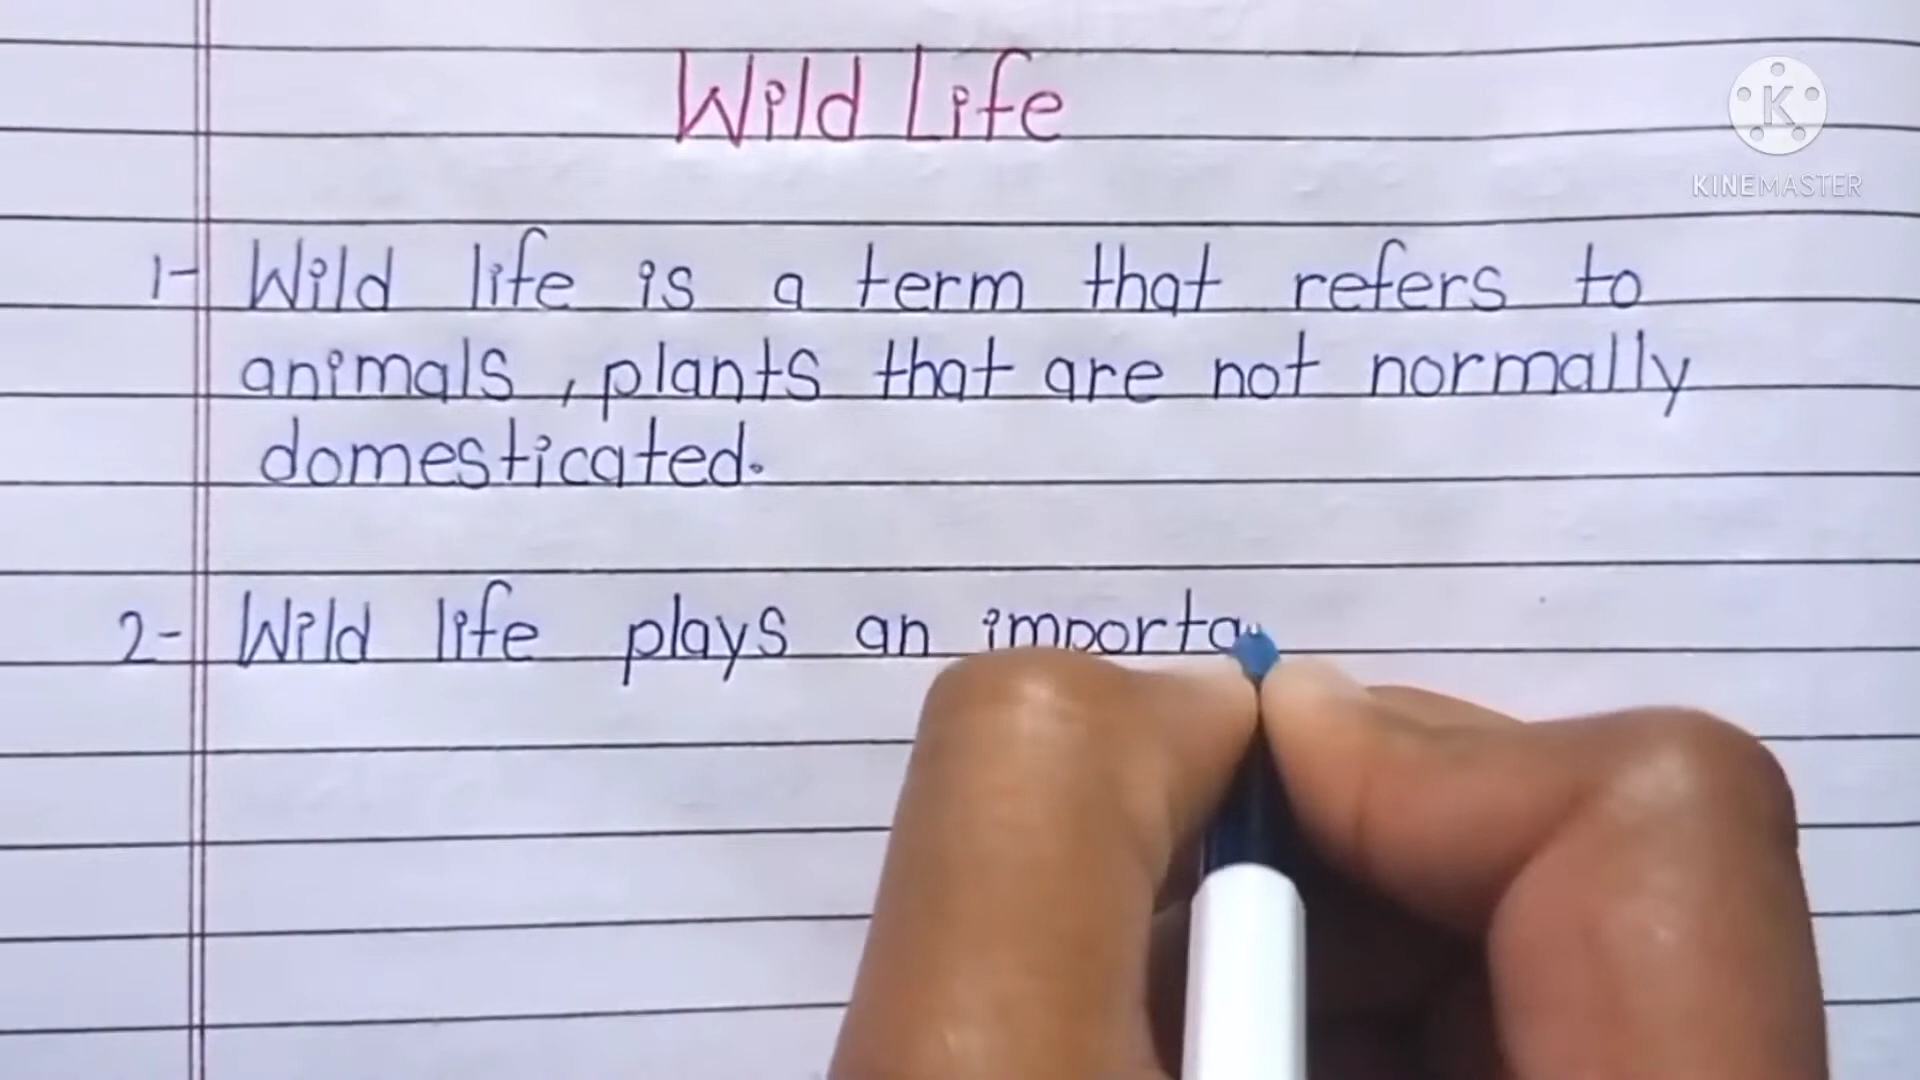 Wild Life
KINEMASTER
1- Wild life is a term that refers to
animals, plants that are not normally
domesticated.
2- Wild life plays an importa